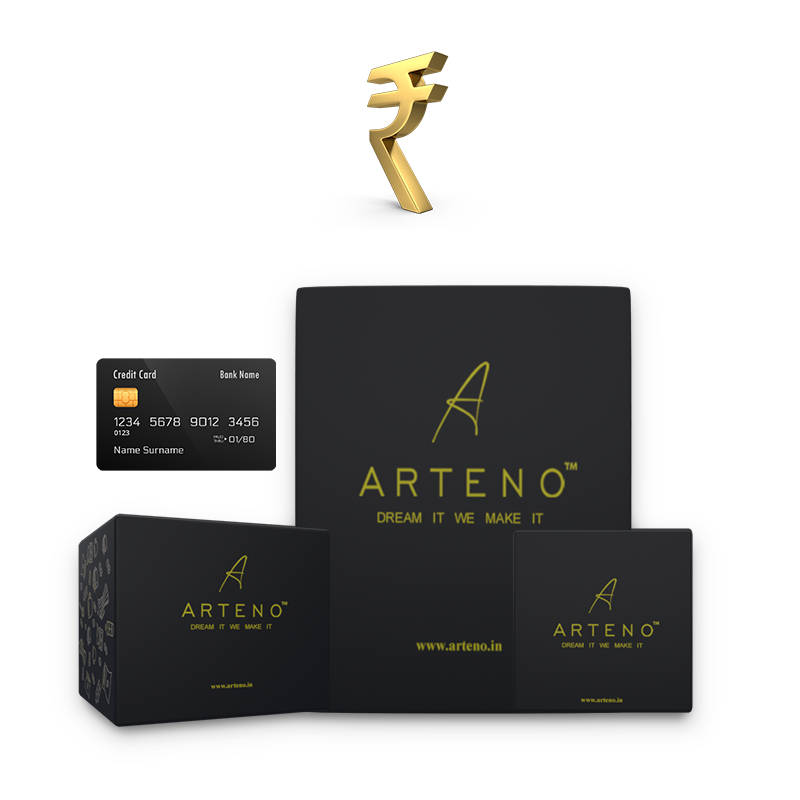 ₹
Credit Card Bank Name
1234 5678 9012 3456
0123
01/80
Name Surname
A
ARTENO™
DREAM IT WE MAKE IT
www.arteno.in
A
ARTENO™
DREAM IT WE MAKE IT
www.arteno.in
A
ARTENO™
DREAM IT WE MAKE IT
www.arteno.in